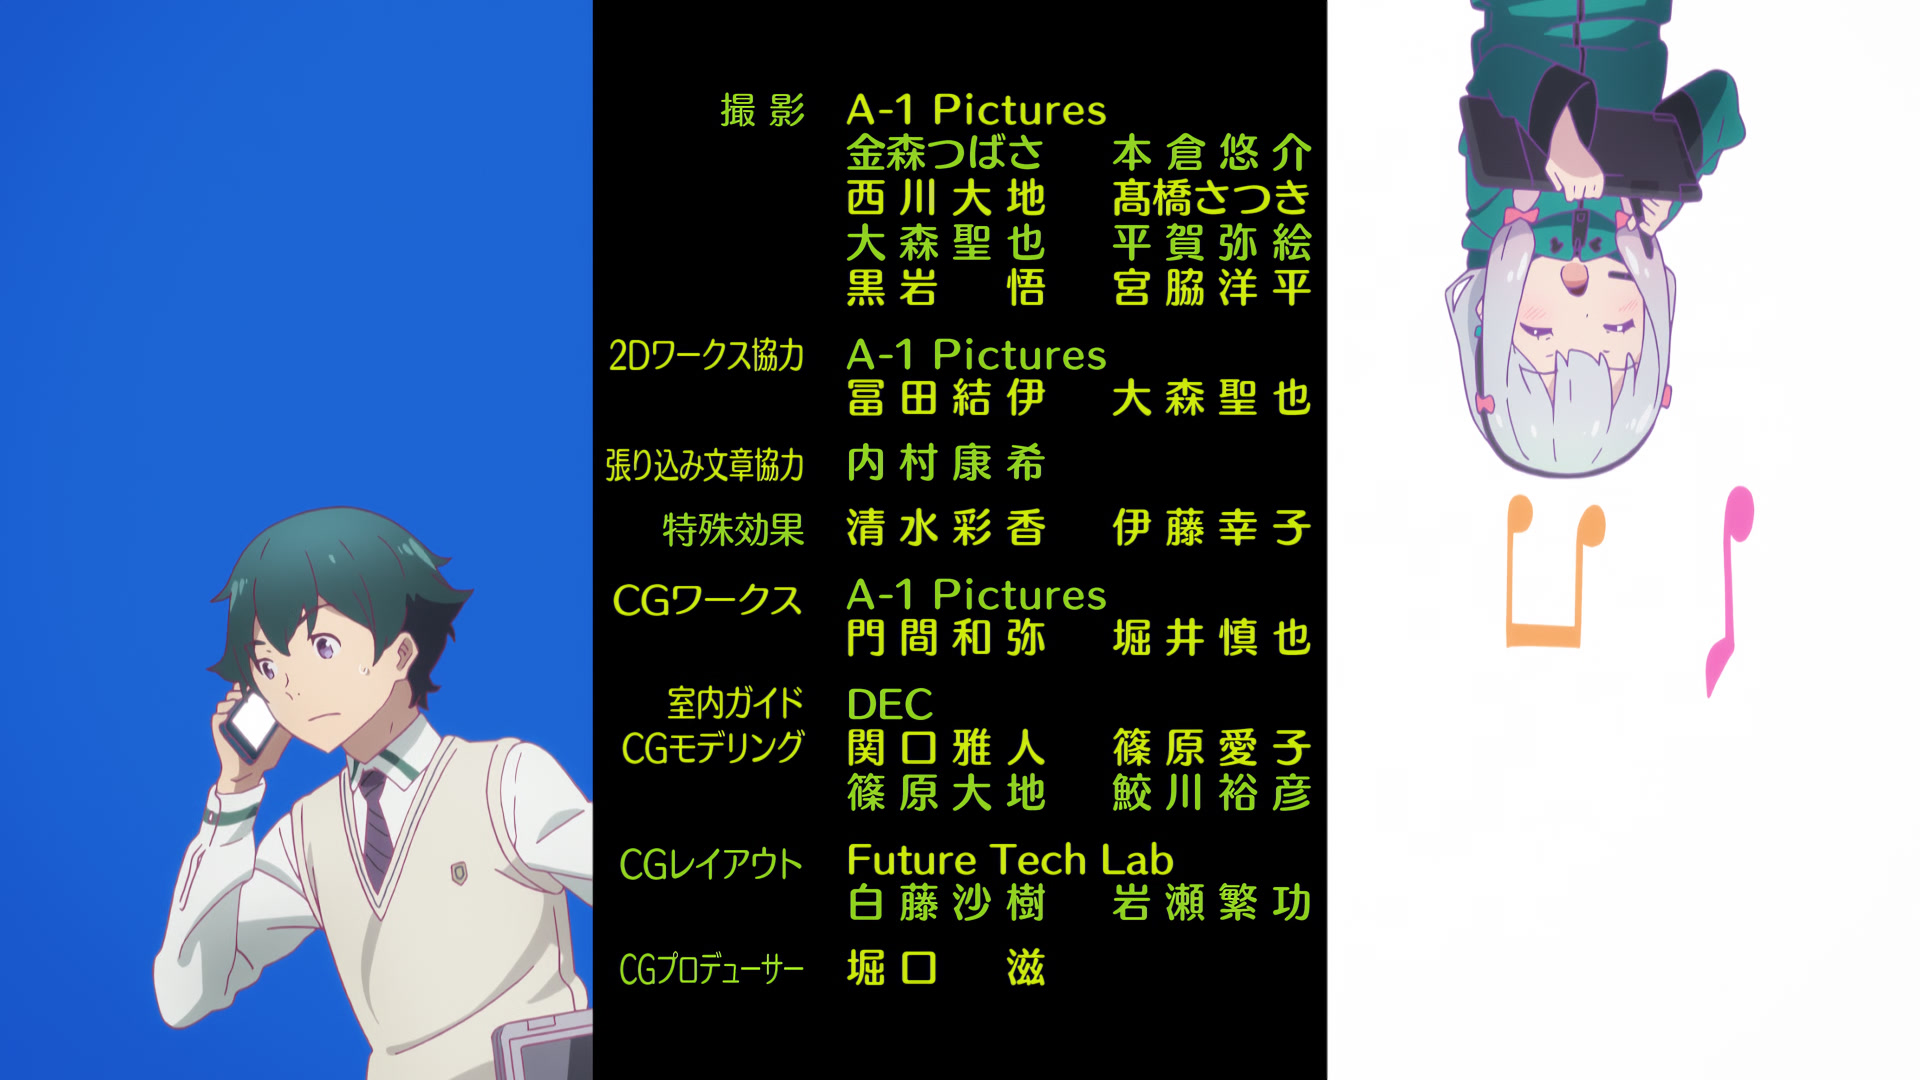 撮影 A-1 Pictures
金森つばさ 本倉悠介
西川大地 髙橋さつき
大森聖也 平賀弥絵
黒岩 悟 宮脇洋平
2Dワークス協力 A-1 Pictures
冨田結伊 大森聖也
張り込み文章協力 内村康希
特殊効果 清水彩香 伊藤幸子
CGワークス A-1 Pictures
門間和弥 堀井慎也
室内ガイド DEC
CGモデリング 関口雅人 篠原愛子
篠原大地 鮫川裕彦
CGレイアウト Future Tech Lab
白藤沙樹 岩瀬繁功
CGプロデューサー 堀口 滋